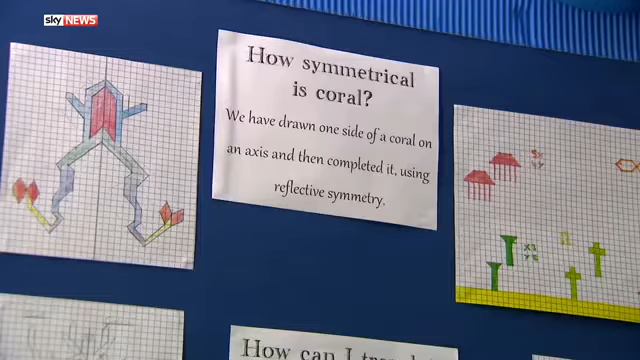 sky NEWS
How symmetrical
is coral?
We have drawn one side of a coral on
an axis and then completed it, using
reflective symmetry.
How can I